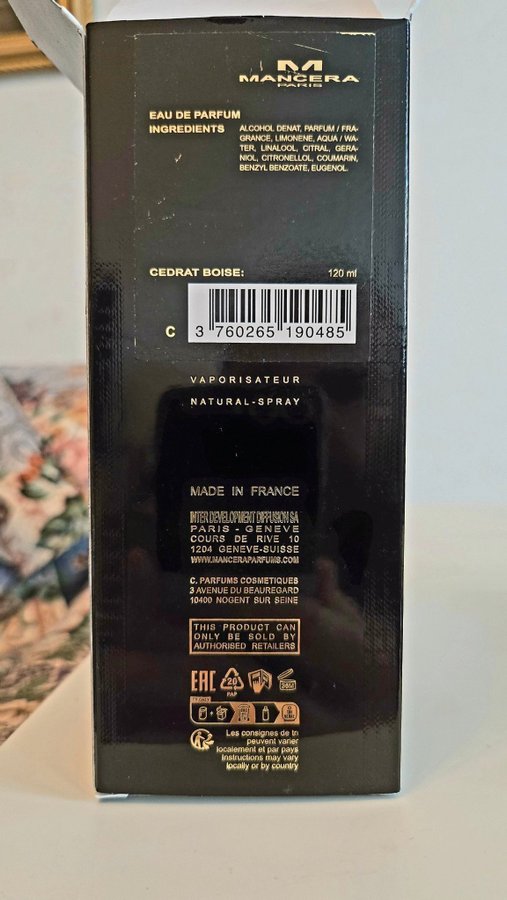 MANCERA
PARIS
EAU DE PARFUM
INGREDIENTS
ALCOHOL DENAT, PARFUM / FRA-
GRANCE, LIMONENE, AQUA / WA-
TER, LINALOOL, CITRAL, GERA-
NIOL, CITRONELLOL, COUMARIN,
BENZYL BENZOATE, EUGENOL.
CEDRAT BOISE: 120 ml
C 3 760265 190485
VAPORISATEUR
NATURAL-SPRAY
MADE IN FRANCE
INTER DEVELOPMENT DIFFUSION SA
PARIS - GENEVE
COURS DE RIVE 10
1204 GENEVE-SUISSE
WWW.MANCERAPARFUMS.COM
C. PARFUMS COSMETIQUES
3 AVENUE DU BEAUREGARD
10400 NOGENT SUR SEINE
THIS PRODUCT CAN
ONLY BE SOLD BY
AUTHORISED RETAILERS
EAC 20
PAP
Les consignes de tri
peuvent varier
localement et par pays
Instructions may vary
locally or by country